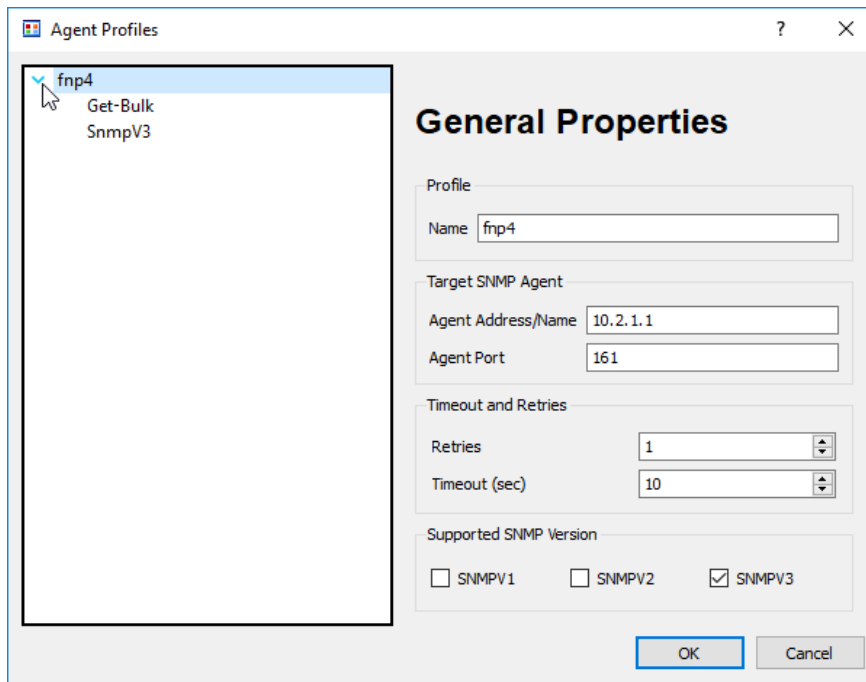 Agent Profiles
?
fnp4
Get-Bulk
SnmpV3
General Properties
Profile
Name fnp4
Target SNMP Agent
Agent Address/Name 10.2.1.1
Agent Port 161
Timeout and Retries
Retries 1
Timeout (sec) 10
Supported SNMP Version
SNMPV1 SNMPV2 SNMPV3
OK Cancel